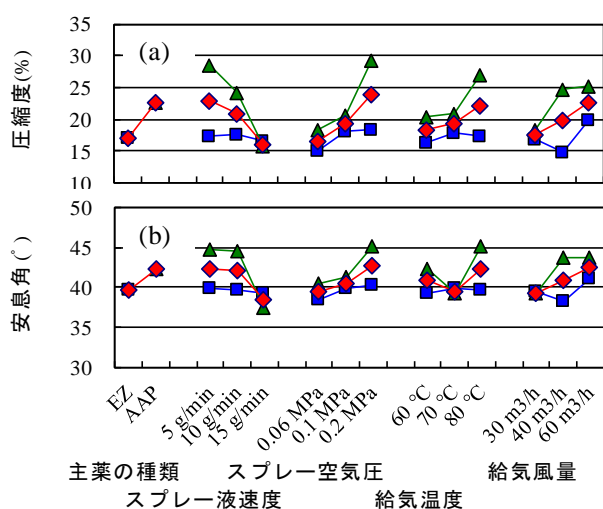 35
30
25
20
15
10
圧縮度(%)
(a)
50
45
40
35
30
安息角(°)
(b)
EZ
AAP
5 g/min
10 g/min
15 g/min
0.06 MPa
0.1 MPa
0.2 MPa
60 ℃
70 ℃
80 ℃
30 m3/h
40 m3/h
60 m3/h
主薬の種類 スプレー空気圧 給気風量
スプレー液速度 給気温度